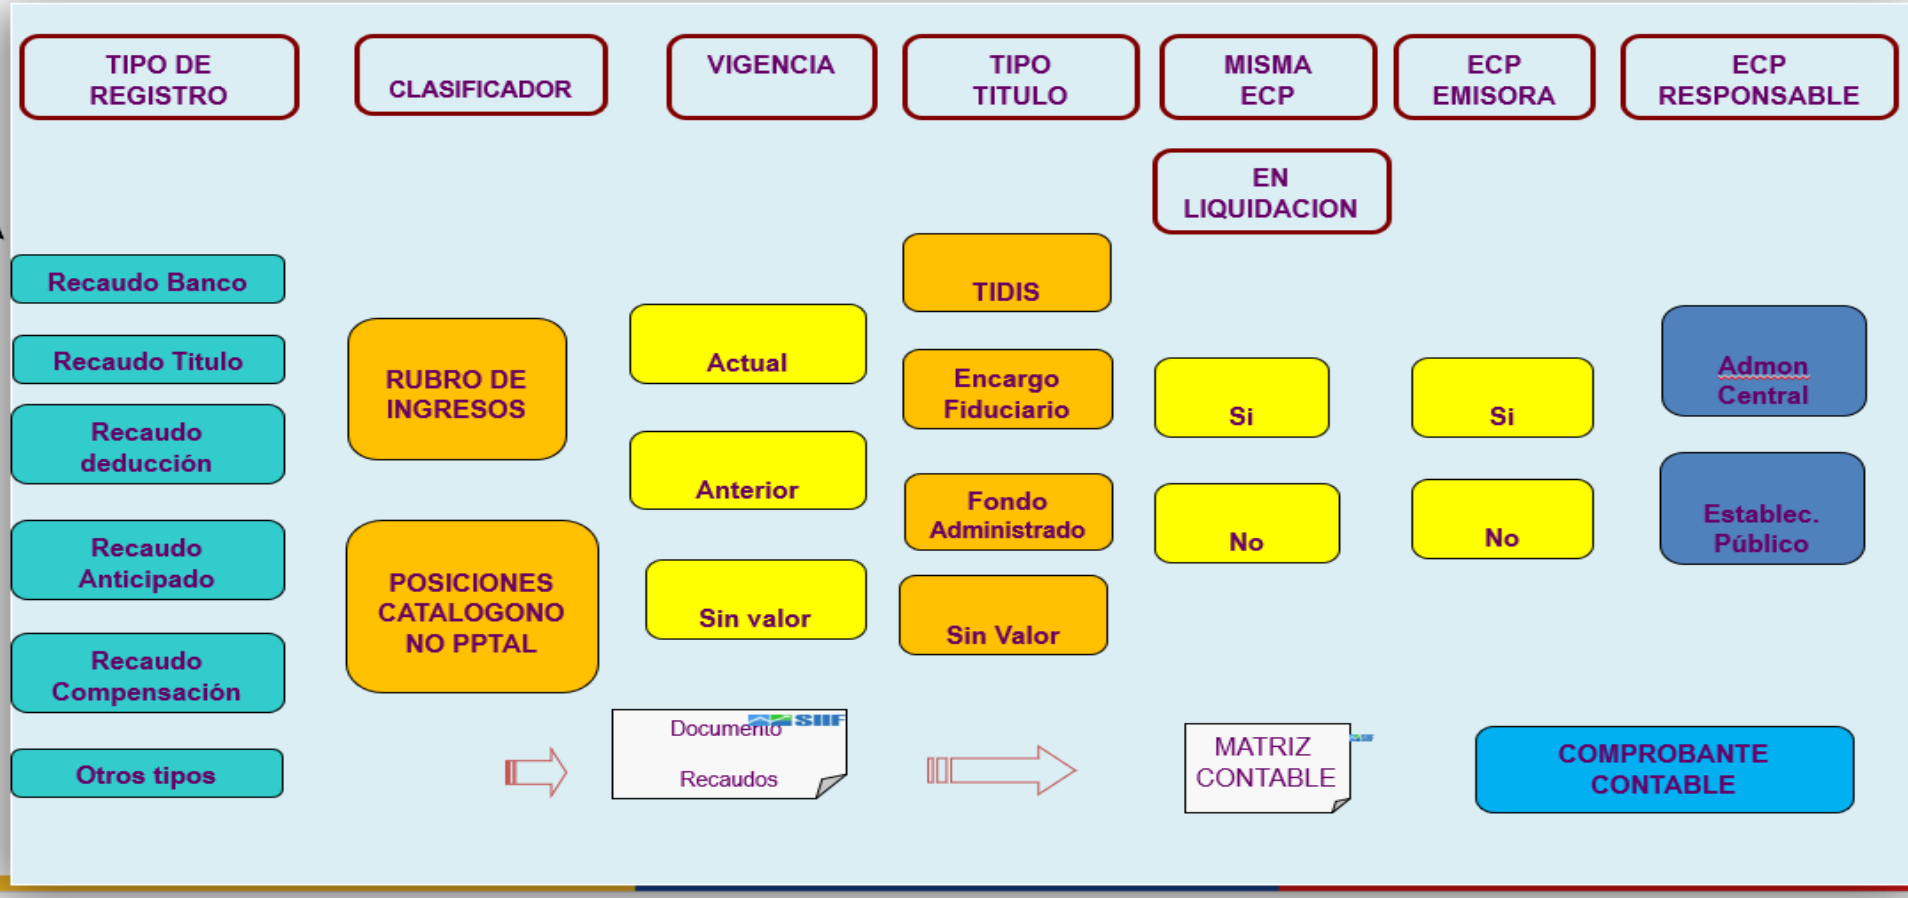 TIPO DE
REGISTRO
CLASIFICADOR
VIGENCIA
TIPO
TITULO
MISMA
ECP
ECP
EMISORA
ECP
RESPONSABLE
EN
LIQUIDACION
Recaudo Banco
Recaudo Titulo
Recaudo
deducción
Recaudo
Anticipado
Recaudo
Compensación
Otros tipos
RUBRO DE
INGRESOS
POSICIONES
CATALOGONO
NO PPTAL
Actual
Anterior
Sin valor
TIDIS
Encargo
Fiduciario
Fondo
Administrado
Sin Valor
Si
No
Si
No
Admon
Central
Establec.
Público
SIIF
Documento
Recaudos
MATRIZ
CONTABLE
SIIF
COMPROBANTE
CONTABLE